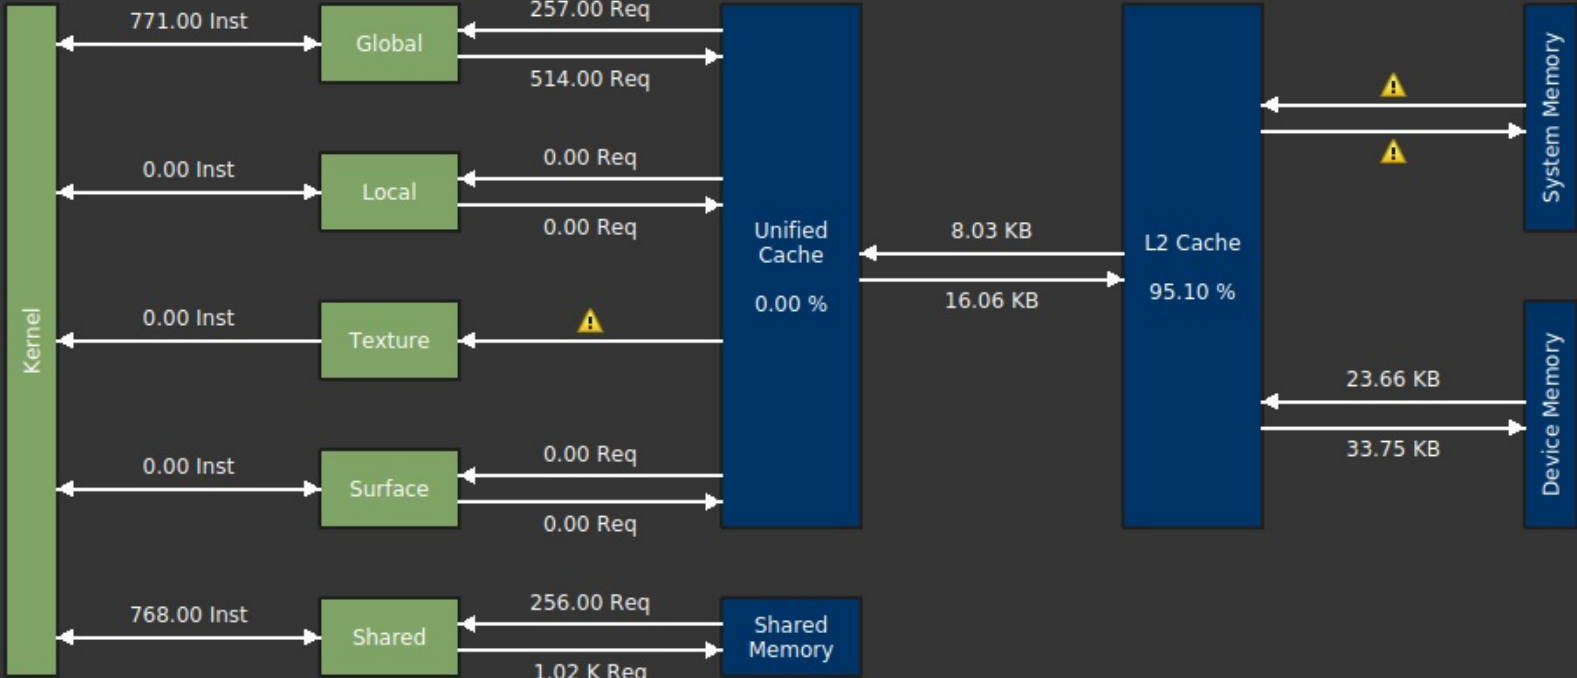 Kernel
771.00 Inst
Global
257.00 Req
514.00 Req
0.00 Inst
Local
0.00 Req
0.00 Req
0.00 Inst
Texture
0.00 Inst
Surface
0.00 Req
0.00 Req
768.00 Inst
Shared
256.00 Req
1.02 K Req
Unified
Cache
0.00 %
Shared
Memory
8.03 KB
16.06 KB
L2 Cache
95.10 %
System Memory
23.66 KB
33.75 KB
Device Memory